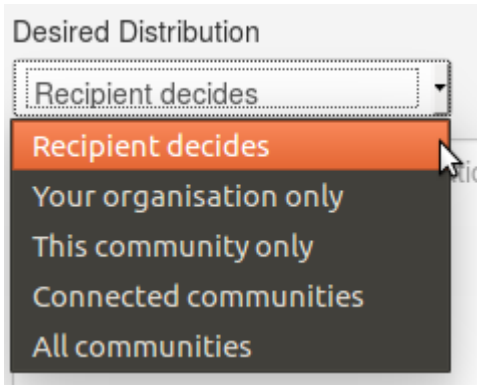 Desired Distribution
Recipient decides
Recipient decides
Your organisation only
This community only
Connected communities
All communities